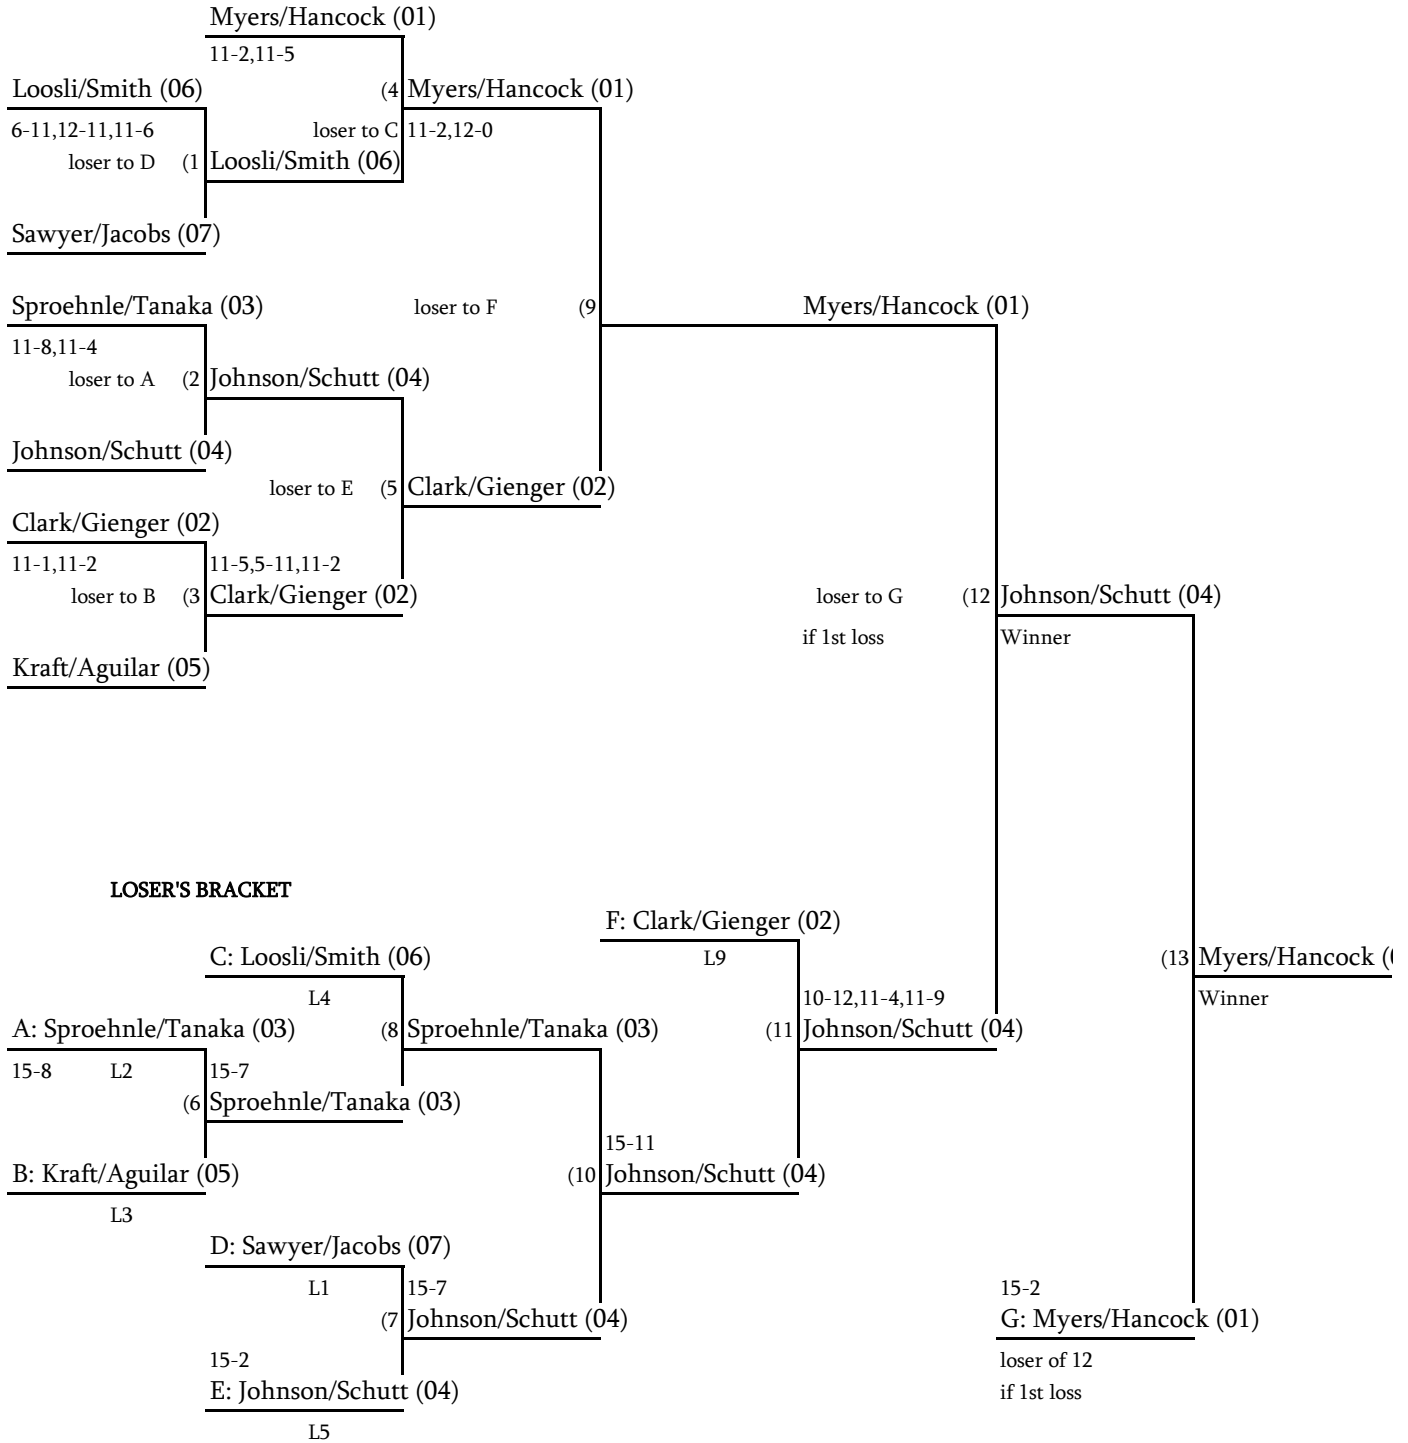 Myers/Hancock (01)
11-2,11-5
Loosli/Smith (06)
(4 Myers/Hancock (01)
6-11,12-11,11-6
loser to C 11-2,12-0
loser to D (1 Loosli/Smith (06)
Sawyer/Jacobs (07)
Sproehnle/Tanaka (03)
loser to F (9
Myers/Hancock (01)
11-8,11-4
loser to A (2 Johnson/Schutt (04)
Johnson/Schutt (04)
loser to E (5 Clark/Gienger (02)
Clark/Gienger (02)
11-1,11-2
11-5,5-11,11-2
loser to B (3 Clark/Gienger (02)
loser to G (12 Johnson/Schutt (04)
if 1st loss
Winner
Kraft/Aguilar (05)
LOSER'S BRACKET
F: Clark/Gienger (02)
C: Loosli/Smith (06)
L9
(13 Myers/Hancock (
L4
10-12,11-4,11-9
Winner
A: Sproehnle/Tanaka (03)
(8 Sproehnle/Tanaka (03)
(11 Johnson/Schutt (04)
15-8 L2 15-7
(6 Sproehnle/Tanaka (03)
15-11
B: Kraft/Aguilar (05)
(10 Johnson/Schutt (04)
L3
D: Sawyer/Jacobs (07)
L1 15-7
15-2
(7 Johnson/Schutt (04)
G: Myers/Hancock (01)
15-2
loser of 12
E: Johnson/Schutt (04)
if 1st loss
L5